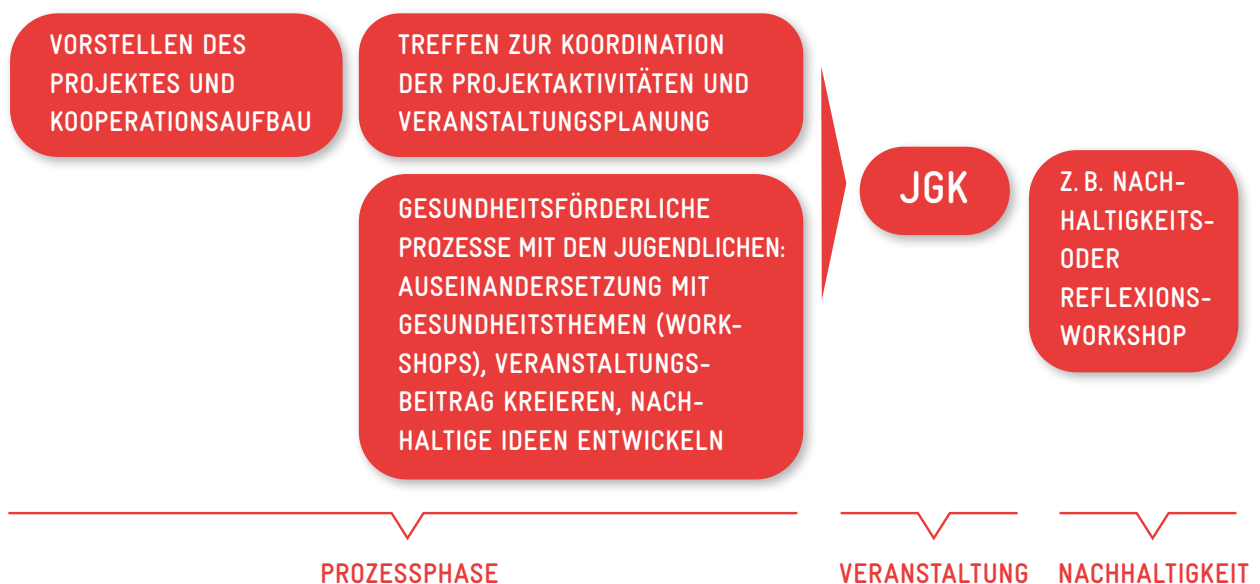 VORSTELLEN DES
PROJEKTES UND
KOOPERATIONSAUFBAU
TREFFEN ZUR KOORDINATION
DER PROJEKTAKTIVITÄTEN UND
VERANSTALTUNGSPLANUNG
GESUNDHEITSFÖRDERLICHE
PROZESSE MIT DEN JUGENDLICHEN:
AUSEINANDERSETZUNG MIT
GESUNDHEITSTHEMEN (WORK-
SHOPS), VERANSTALTUNGS-
BEITRAG KREIEREN, NACH-
HALTIGE IDEEN ENTWICKELN
JGK
Z. B. NACH-
HALTIGKEITS-
ODER
REFLEXIONS-
WORKSHOP
PROZESSPHASE
VERANSTALTUNG
NACHHALTIGKEIT